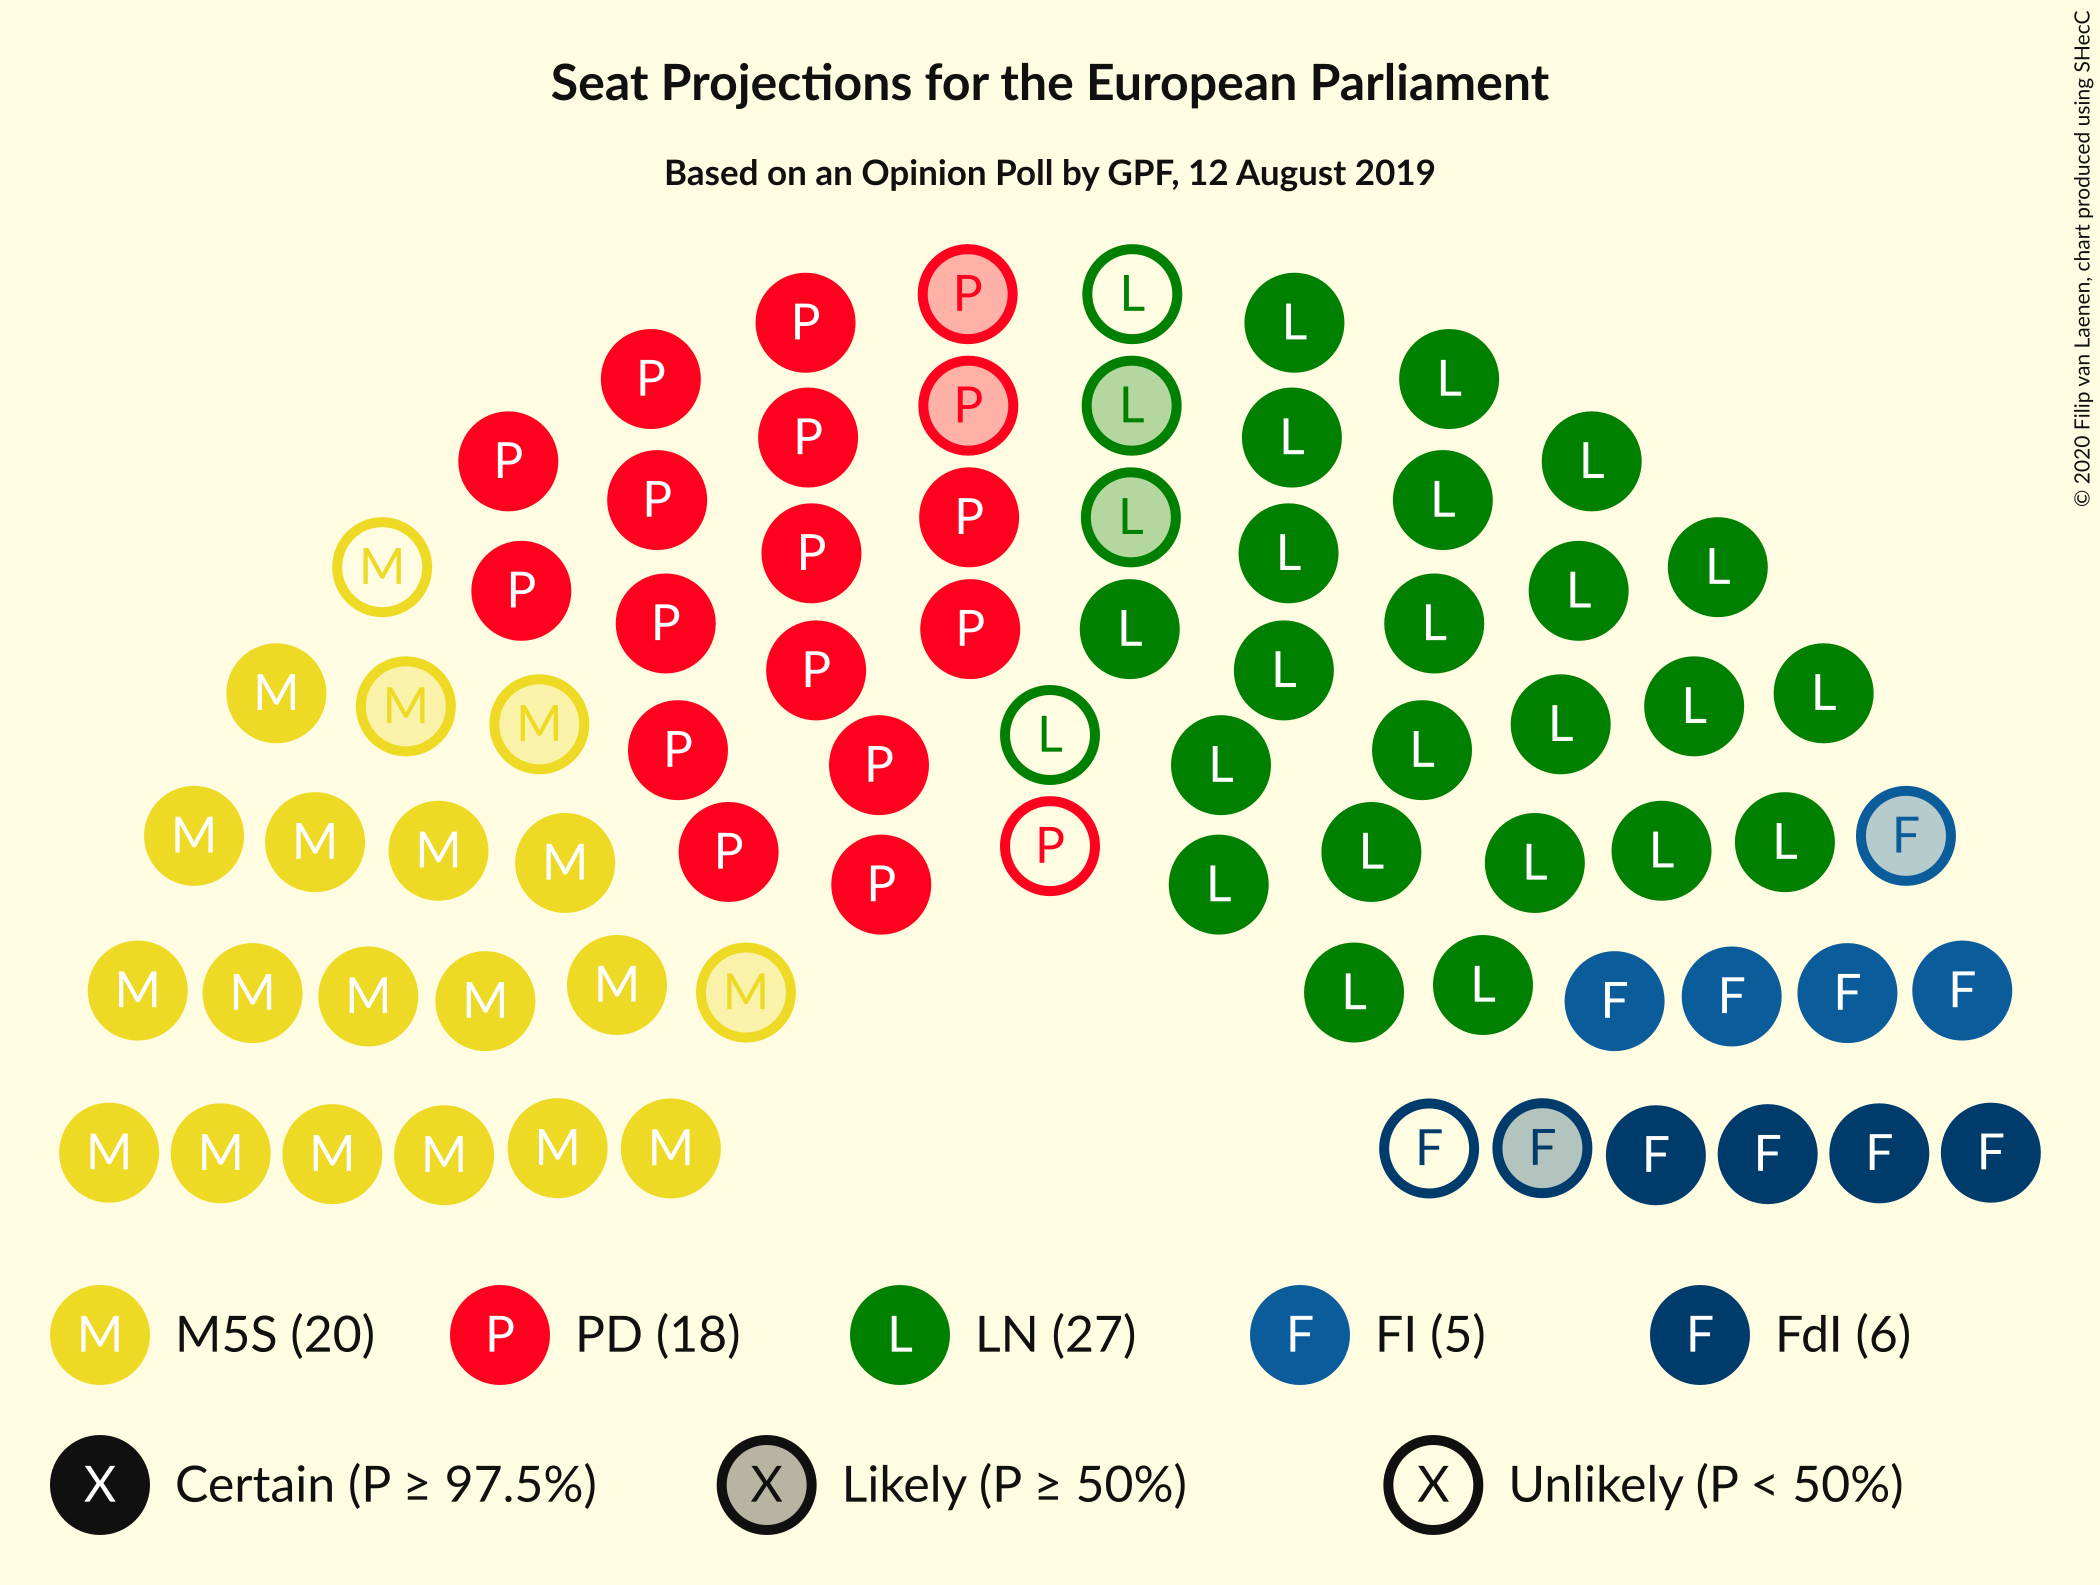 Seat Projections for the European Parliament
Based on an Opinion Poll by GPF, 12 August 2019
© 2020 Filip van Laenen, chart produced using SHecC
P L
P L
P L
P P L L
P L
P P L L
P L
P P L L
M L
P L
P P L L
P L
M L
M L
M M L L
L
P L
P P L L
M F
M M P L L L
M M P L L L
P L
M M F F
M M M M L L F F
M M L L F F
M M M M M M F F F F F F
M M5S (20) P PD (18) L LN (27) F FI (5) F FdI (6)
X Certain (P ≥ 97.5%) X Likely (P ≥ 50%) X Unlikely (P < 50%)